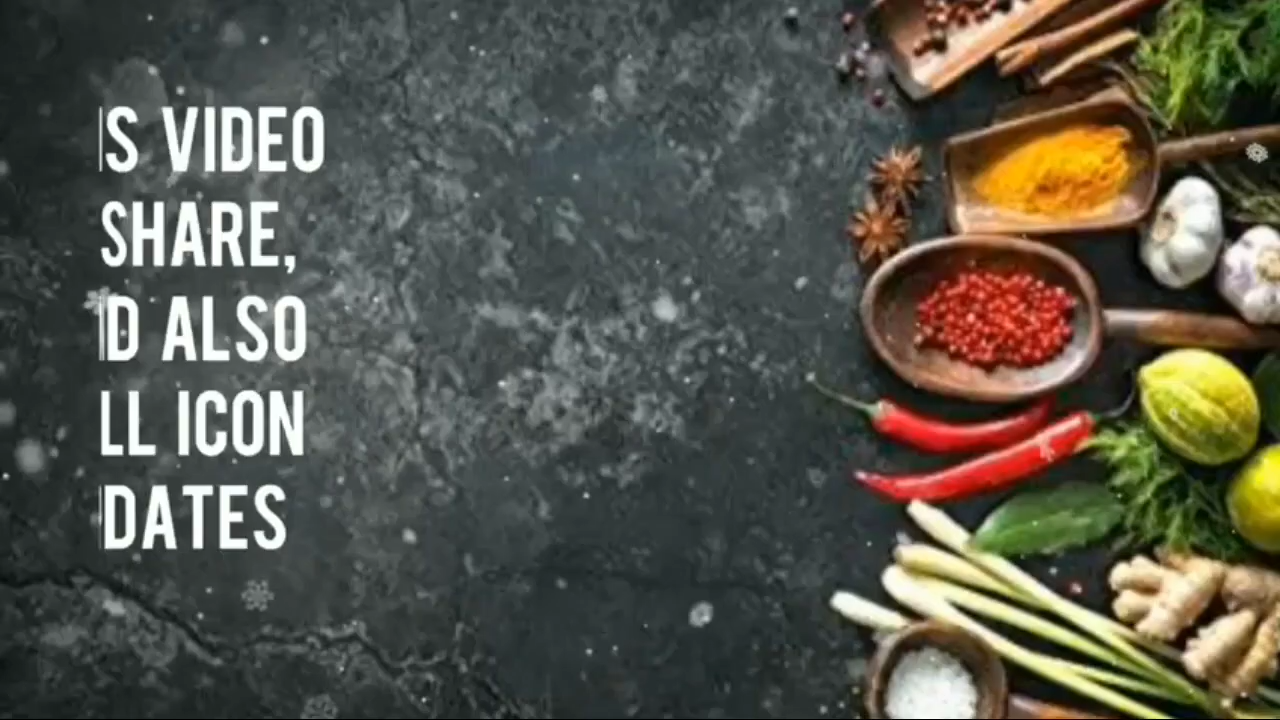 S VIDEO
SHARE,
D ALSO
LL ICON
DATES